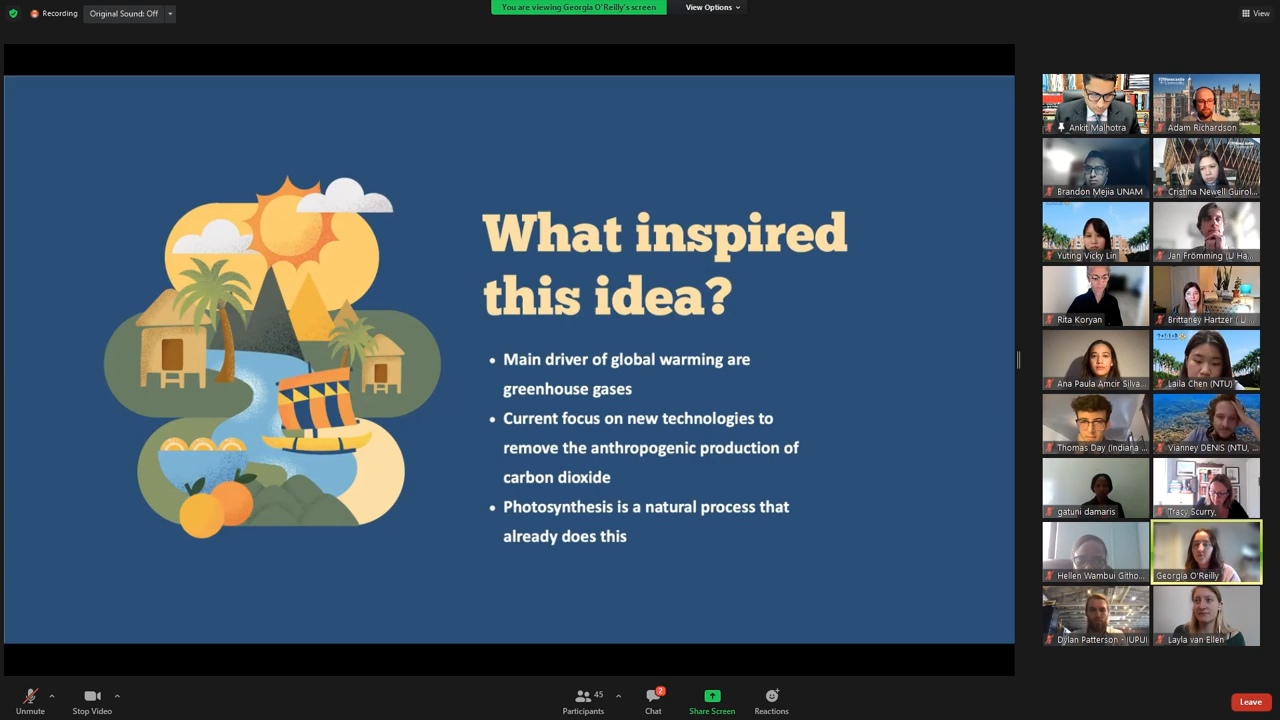 Recording
Original Sound: Off
You are viewing Georgia O'Reilly's screen
View Options
View
What inspired
this idea?
• Main driver of global warming are
greenhouse gases
• Current focus on new technologies to
remove the anthropogenic production of
carbon dioxide
• Photosynthesis is a natural process that
already does this
Ankit Malhotra
Adam Richardson
Brandon Mejia UNAM
Cristina Newell Guirol...
Yuting Vicky Lin
Jan Frömming (LI Ha...
Rita Koryan
Brittaney Hartzer (LI ...
Ana Paula Amcir Silva...
Laila Chen (NTU)
Thomas Day (Indiana ...
Vianney DENIS (NTU, ...
gatuni damaris
Tracy Scurry,
Hellen Wambui Githo...
Georgia O'Reilly
Dylan Patterson - IUPUI
Layla van Ellen
Unmute
Stop Video
Participants
45
Chat
2
Share Screen
Reactions
Leave